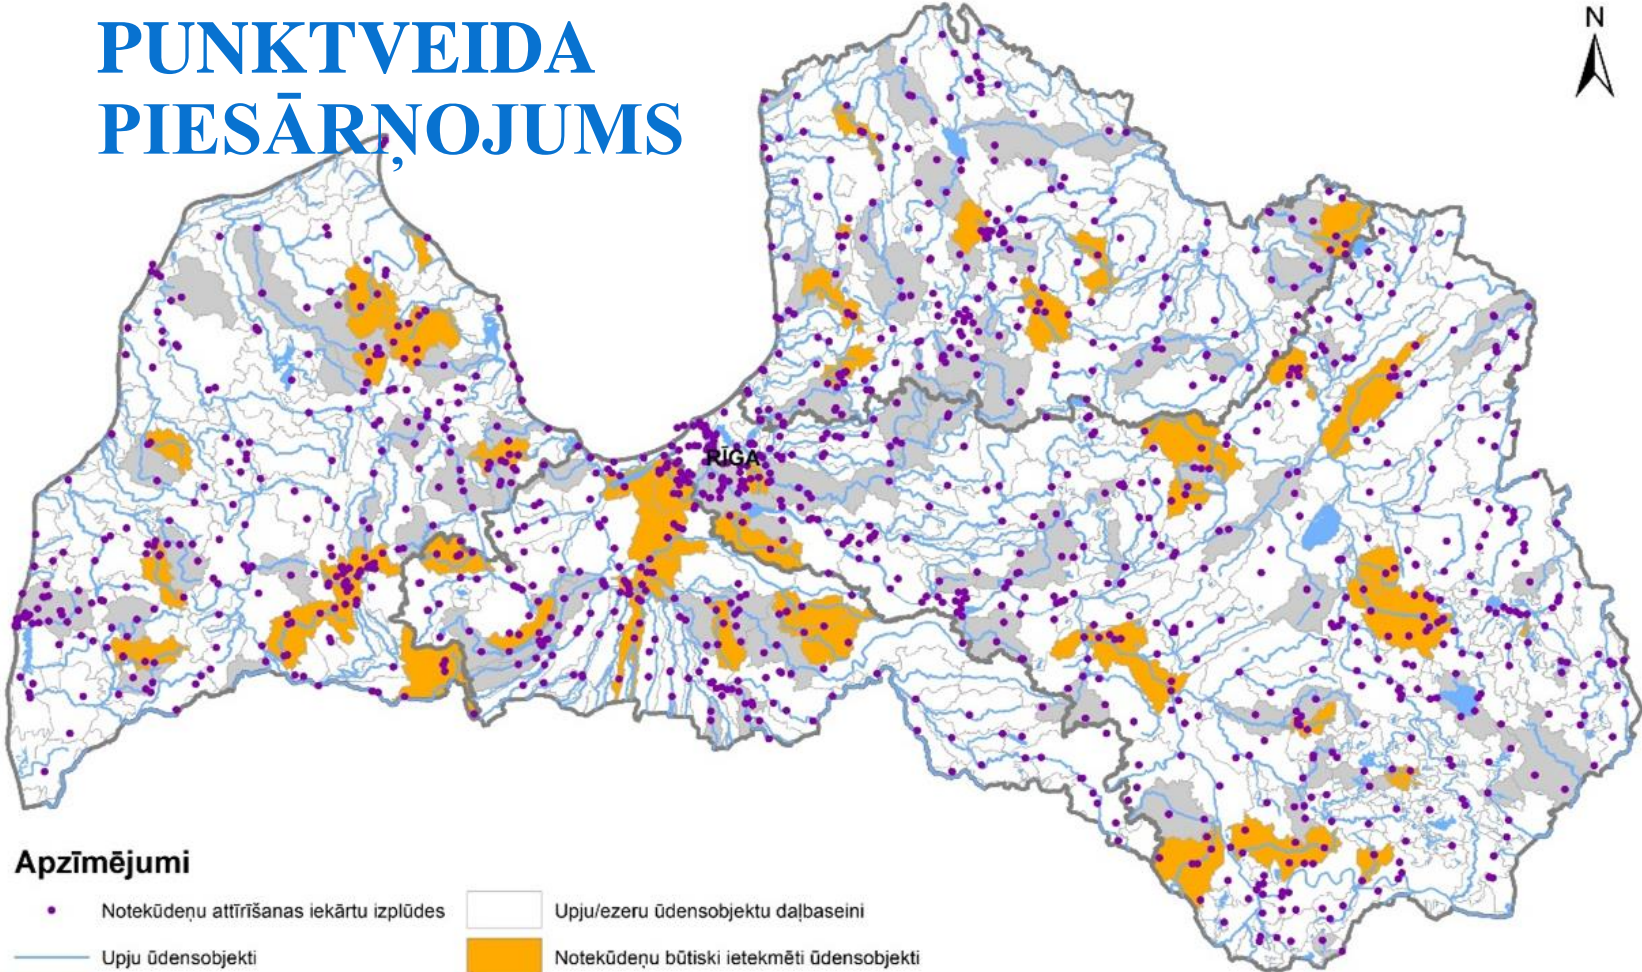 PUNKTVEIDA
PIESĀRŅOJUMS
N
RĪGA
Apzīmējumi
Notekūdeņu attīrīšanas iekārtu izplūdes
Upju/ezeru ūdensobjektu daļbaseini
Upju ūdensobjekti
Notekūdeņu būtiski ietekmēti ūdensobjekti